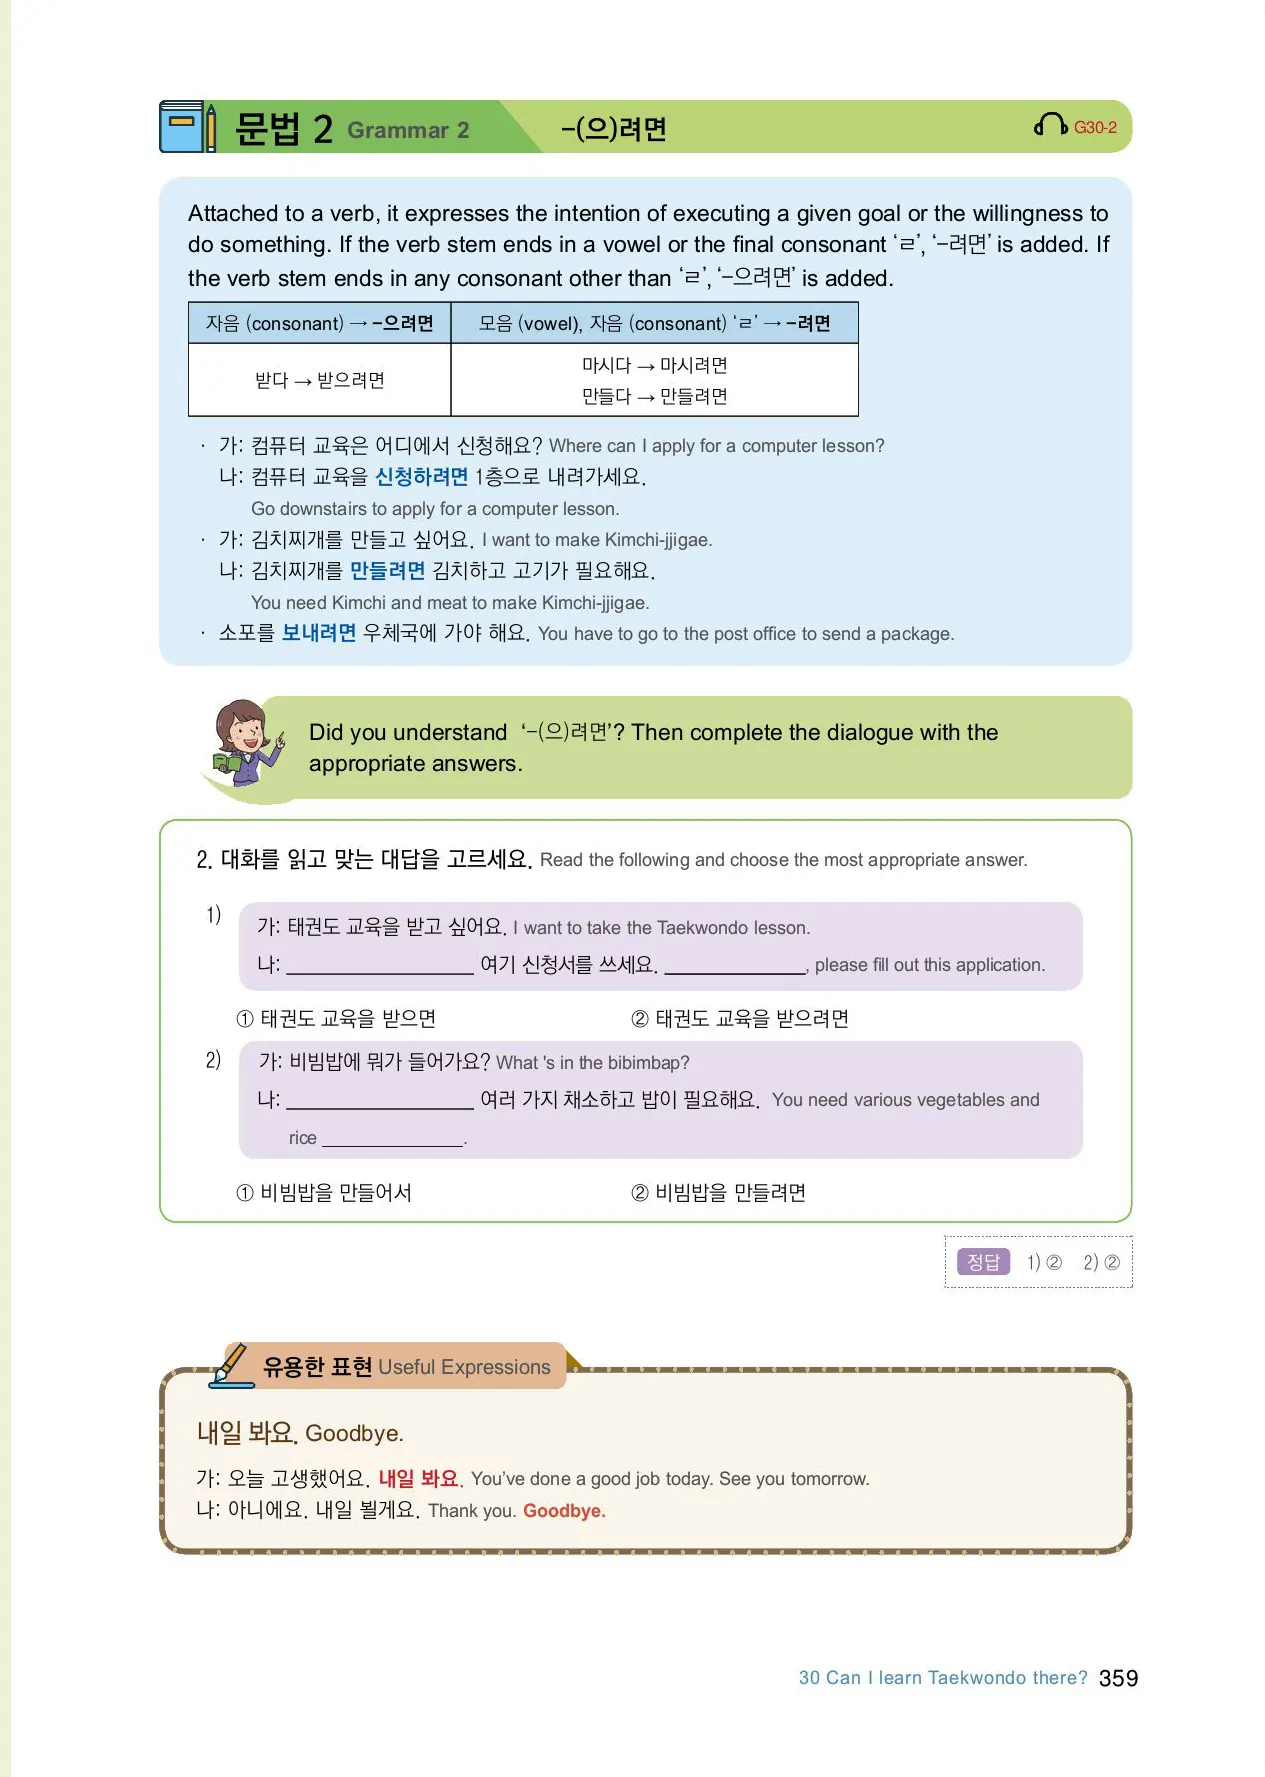 문법 2 Grammar 2 -(으)려면 G30-2
Attached to a verb, it expresses the intention of executing a given goal or the willingness to
do something. If the verb stem ends in a vowel or the final consonant ‘ㄹ’, ‘-려면’ is added. If
the verb stem ends in any consonant other than ‘ㄹ’, ‘-으려면’ is added.
자음 (consonant) → -으려면 모음 (vowel), 자음 (consonant) ‘ㄹ’ → -려면
받다 → 받으려면
마시다 → 마시려면
만들다 → 만들려면
· 가: 컴퓨터 교육은 어디에서 신청해요? Where can I apply for a computer lesson?
나: 컴퓨터 교육을 신청하려면 1층으로 내려가세요.
Go downstairs to apply for a computer lesson.
· 가: 김치찌개를 만들고 싶어요. I want to make Kimchi-jjigae.
나: 김치찌개를 만들려면 김치하고 고기가 필요해요.
You need Kimchi and meat to make Kimchi-jjigae.
· 소포를 보내려면 우체국에 가야 해요. You have to go to the post office to send a package.
Did you understand ‘-(으)려면’? Then complete the dialogue with the
appropriate answers.
2. 대화를 읽고 맞는 대답을 고르세요. Read the following and choose the most appropriate answer.
1)
가: 태권도 교육을 받고 싶어요. I want to take the Taekwondo lesson.
나: ________________ 여기 신청서를 쓰세요. ____________, please fill out this application.
① 태권도 교육을 받으면 ② 태권도 교육을 받으려면
2)
가: 비빔밥에 뭐가 들어가요? What 's in the bibimbap?
나: ________________ 여러 가지 채소하고 밥이 필요해요. You need various vegetables and
rice ____________.
① 비빔밥을 만들어서 ② 비빔밥을 만들려면
정답 1) ② 2) ②
유용한 표현 Useful Expressions
내일 봐요. Goodbye.
가: 오늘 고생했어요. 내일 봐요. You’ve done a good job today. See you tomorrow.
나: 아니에요. 내일 뵐게요. Thank you. Goodbye.
30 Can I learn Taekwondo there? 359